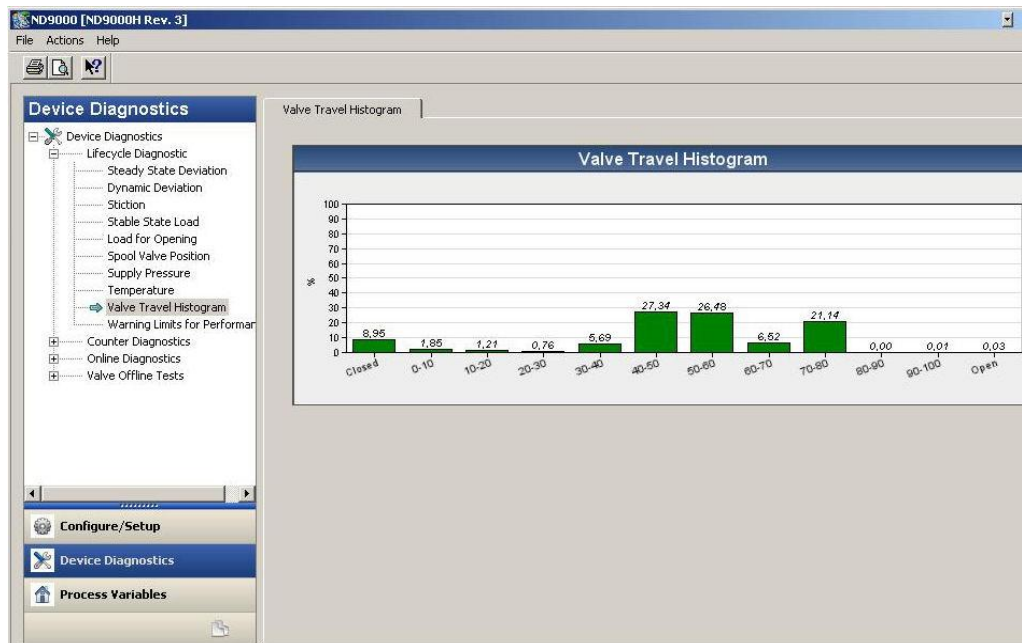 ND9000 [ND9000H Rev. 3]
File Actions Help
Device Diagnostics
Device Diagnostics
Lifecycle Diagnostic
Steady State Deviation
Dynamic Deviation
Stiction
Stable State Load
Load for Opening
Spool Valve Position
Supply Pressure
Temperature
Valve Travel Histogram
Warning Limits for Performar
Counter Diagnostics
Online Diagnostics
Valve Offline Tests
Configure/Setup
Device Diagnostics
Process Variables
Valve Travel Histogram
Valve Travel Histogram
%
100
90
80
70
60
50
40
30
20
10
0
8,95 1,85 1,21 0,76 5,69 27,34 26,48 6,52 21,14 0,00 0,01 0,03
Closed 0-10 10-20 20-30 30-40 40-50 50-60 60-70 70-80 80-90 90-100 Open